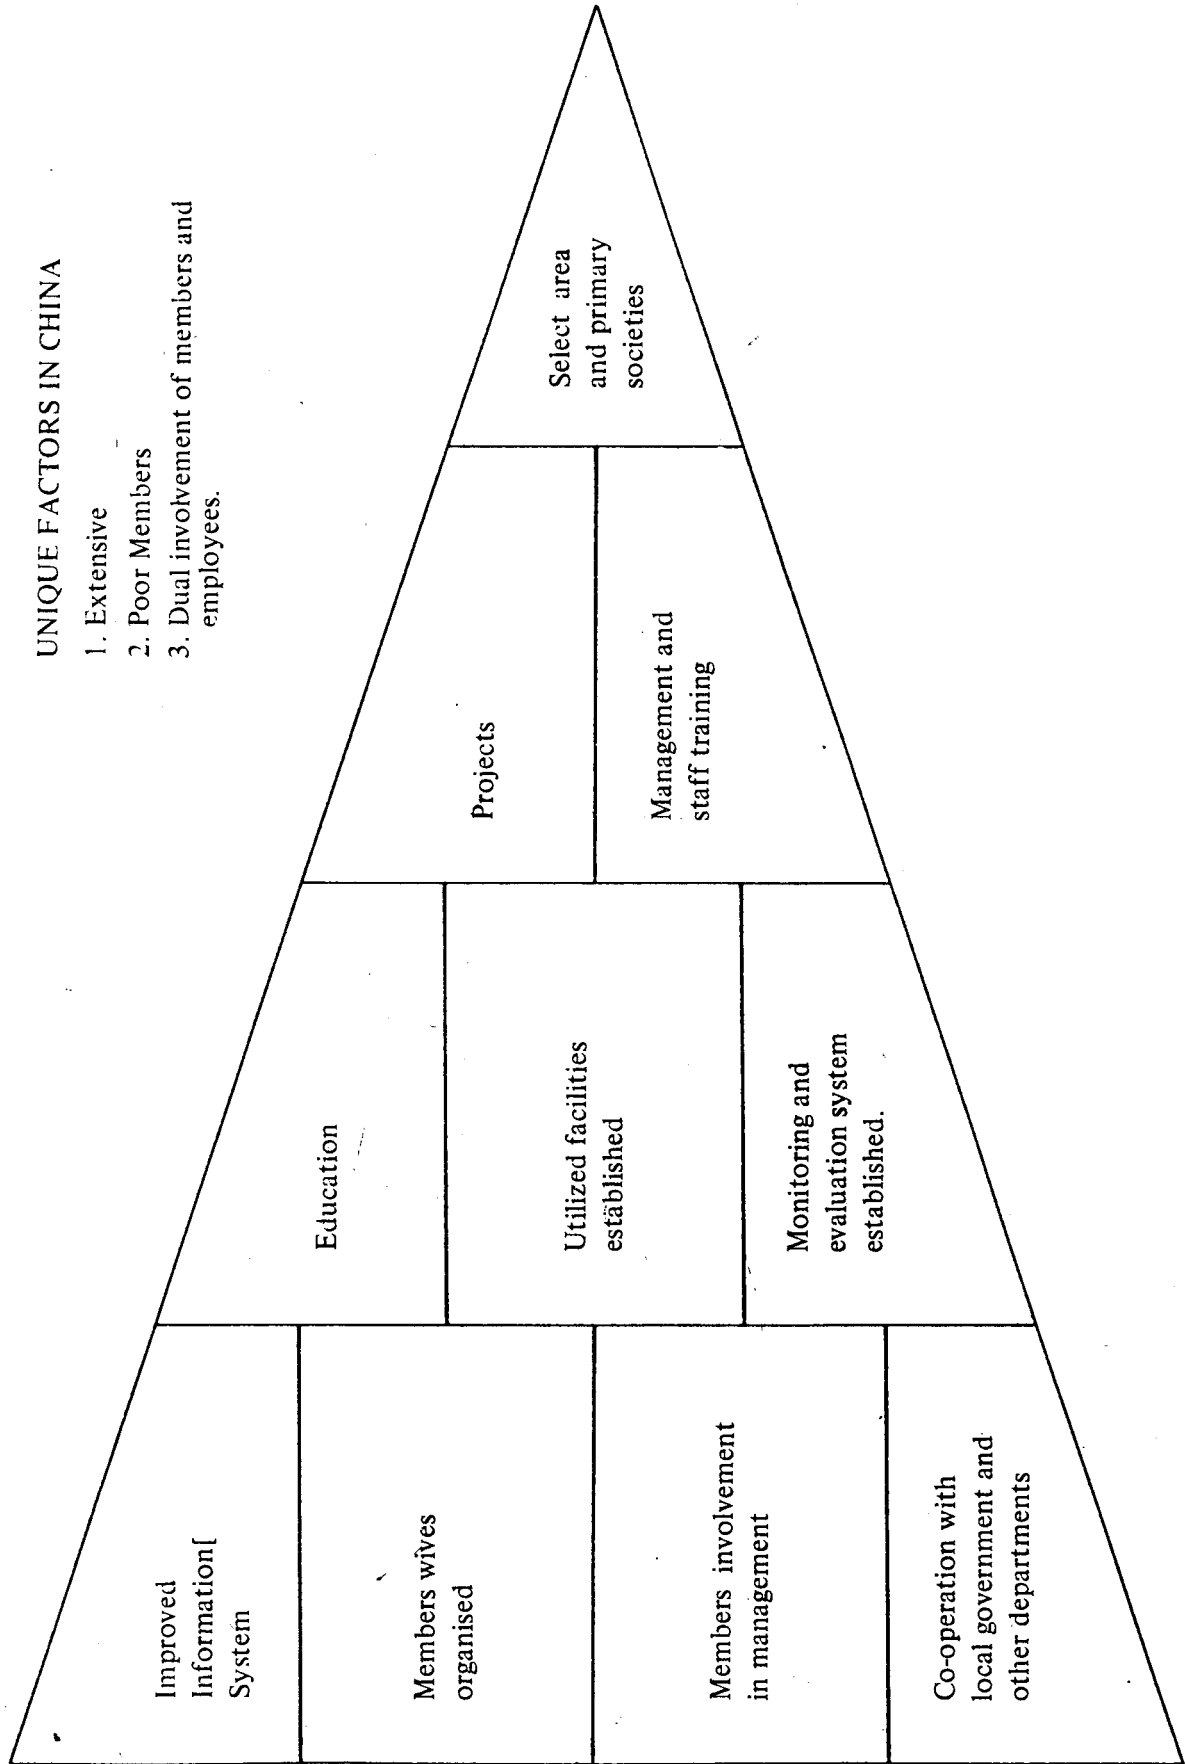 UNIQUE FACTORS IN CHINA
1. Extensive
2. Poor Members
3. Dual involvement of members and
employees.
Improved
Information[
System
Members wives
organised
Members involvement
in management
Co-operation with
local government and
other departments
Education
Utilized facilities
established
Monitoring and
evaluation system
established.
Projects
Management and
staff training
Select area
and primary
societies